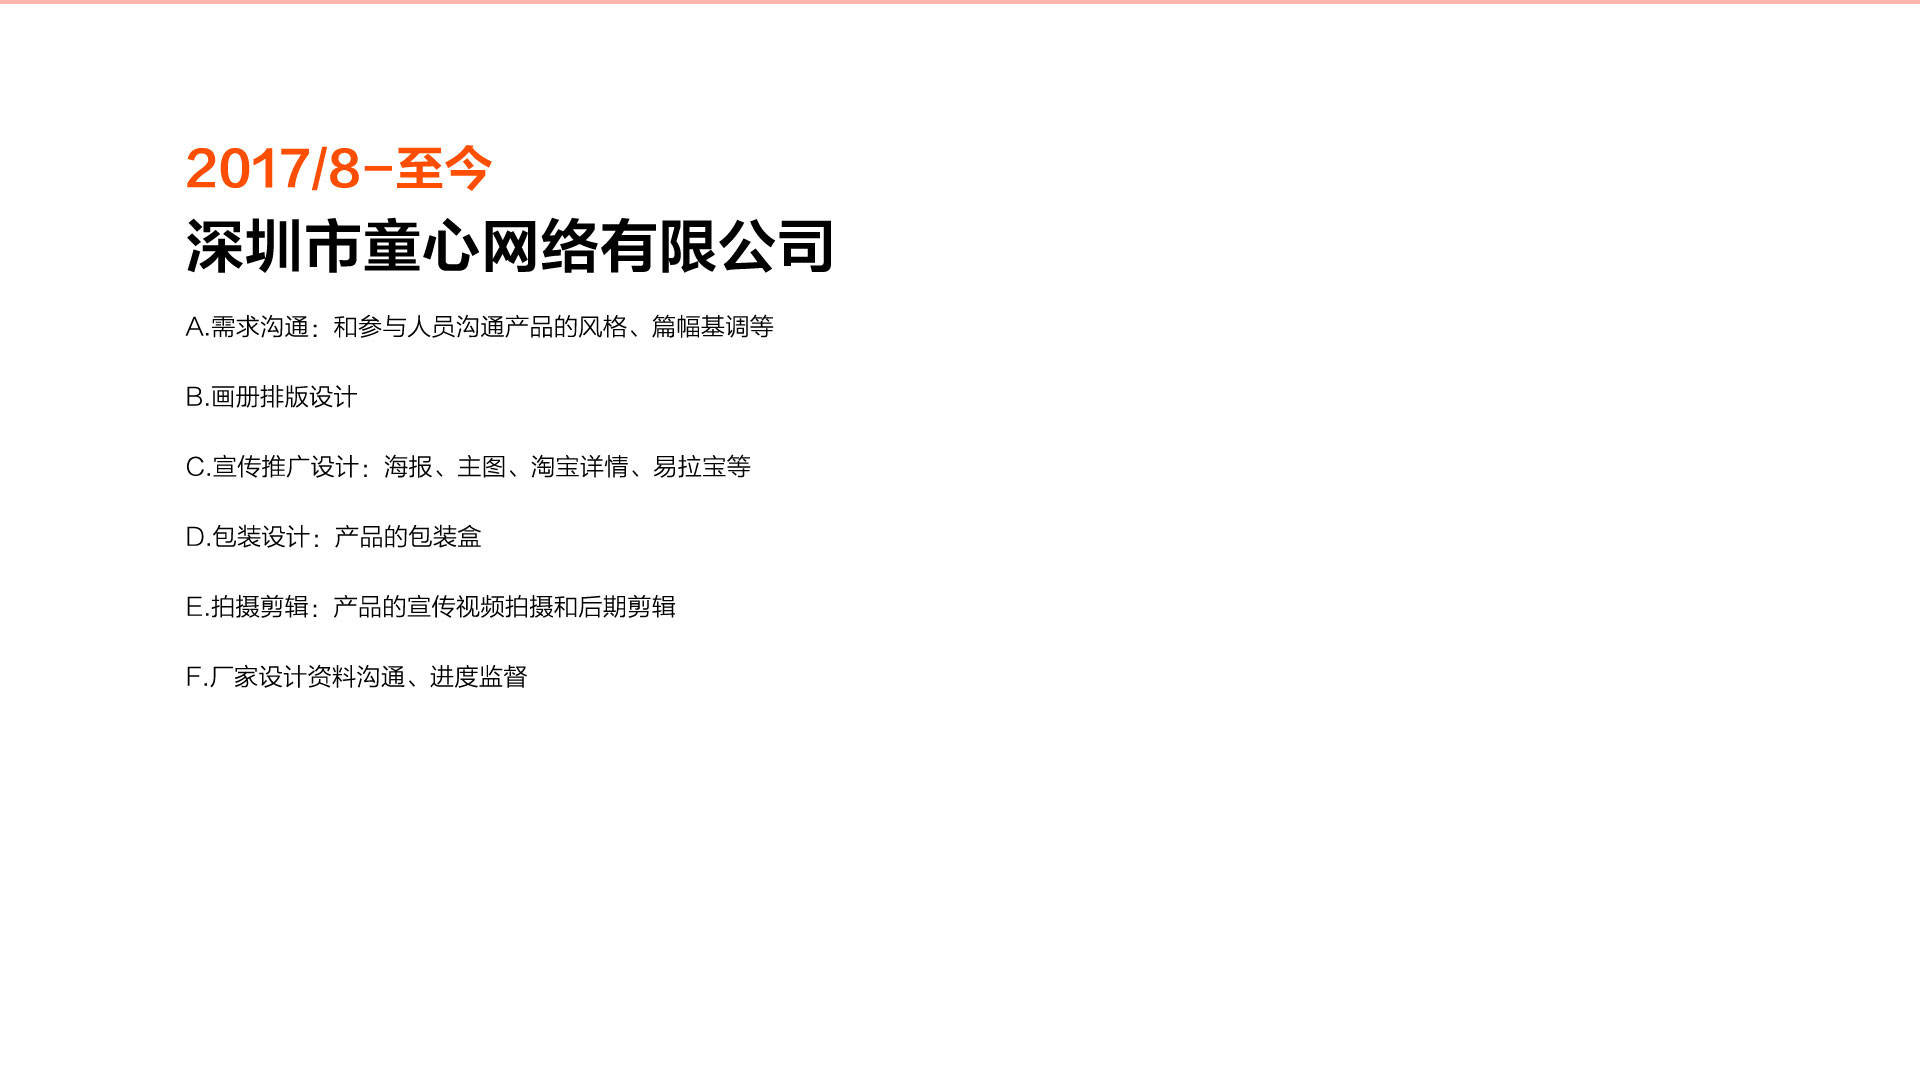 2017/8-至今
深圳市童心网络有限公司
A.需求沟通：和参与人员沟通产品的风格、篇幅基调等
B.画册排版设计
C.宣传推广设计：海报、主图、淘宝详情、易拉宝等
D.包装设计：产品的包装盒
E.拍摄剪辑：产品的宣传视频拍摄和后期剪辑
F.厂家设计资料沟通、进度监督